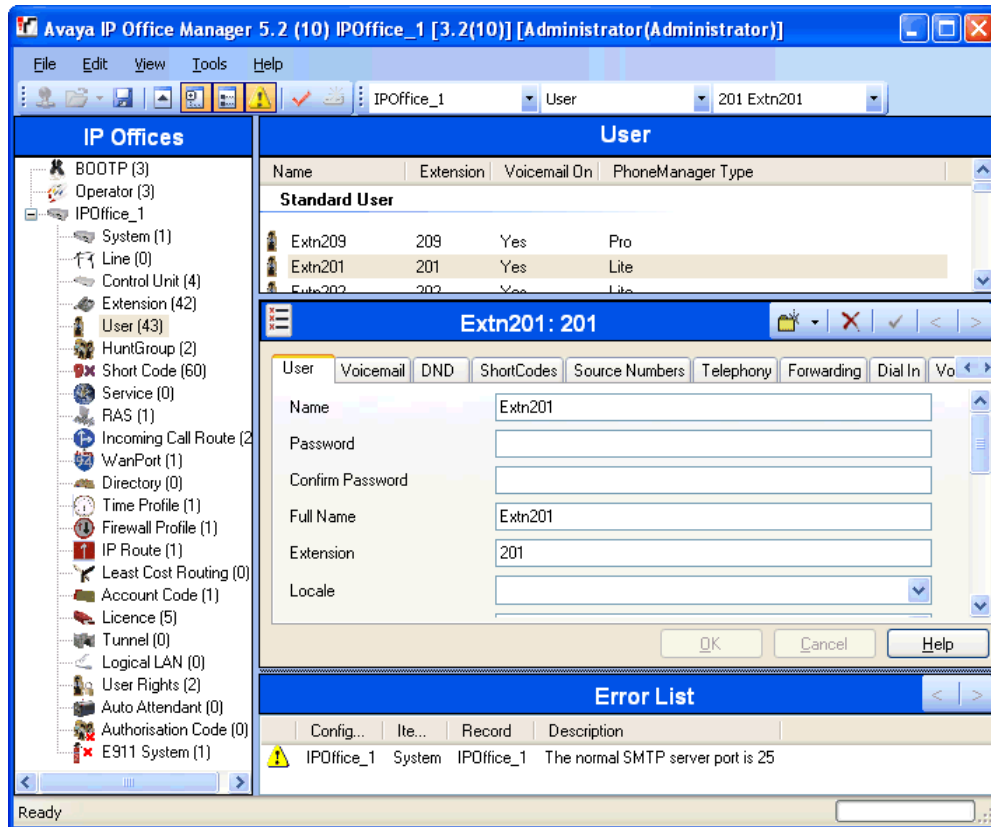 Avaya IP Office Manager 5.2 (10) IPOffice_1 [3.2(10)] [Administrator(Administrator)]
File Edit View Tools Help
IPOffice_1 User 201 Extn201
IP Offices
BOOTP (3)
Operator (3)
IPOffice_1
System (1)
Line (0)
Control Unit (4)
Extension (42)
User (43)
HuntGroup (2)
Short Code (60)
Service (0)
RAS (1)
Incoming Call Route (2
WanPort (1)
Directory (0)
Time Profile (1)
Firewall Profile (1)
IP Route (1)
Least Cost Routing (0)
Account Code (1)
Licence (5)
Tunnel (0)
Logical LAN (0)
User Rights (2)
Auto Attendant (0)
Authorisation Code (0)
E911 System (1)
User
Name Extension Voicemail On PhoneManager Type
Standard User
Extn209 209 Yes Pro
Extn201 201 Yes Lite
Extn202 202 Yes Lite
Extn201: 201
User Voicemail DND ShortCodes Source Numbers Telephony Forwarding Dial In Vo
Name Extn201
Password
Confirm Password
Full Name Extn201
Extension 201
Locale
OK Cancel Help
Error List
Config... Ite... Record Description
IPOffice_1 System IPOffice_1 The normal SMTP server port is 25
Ready